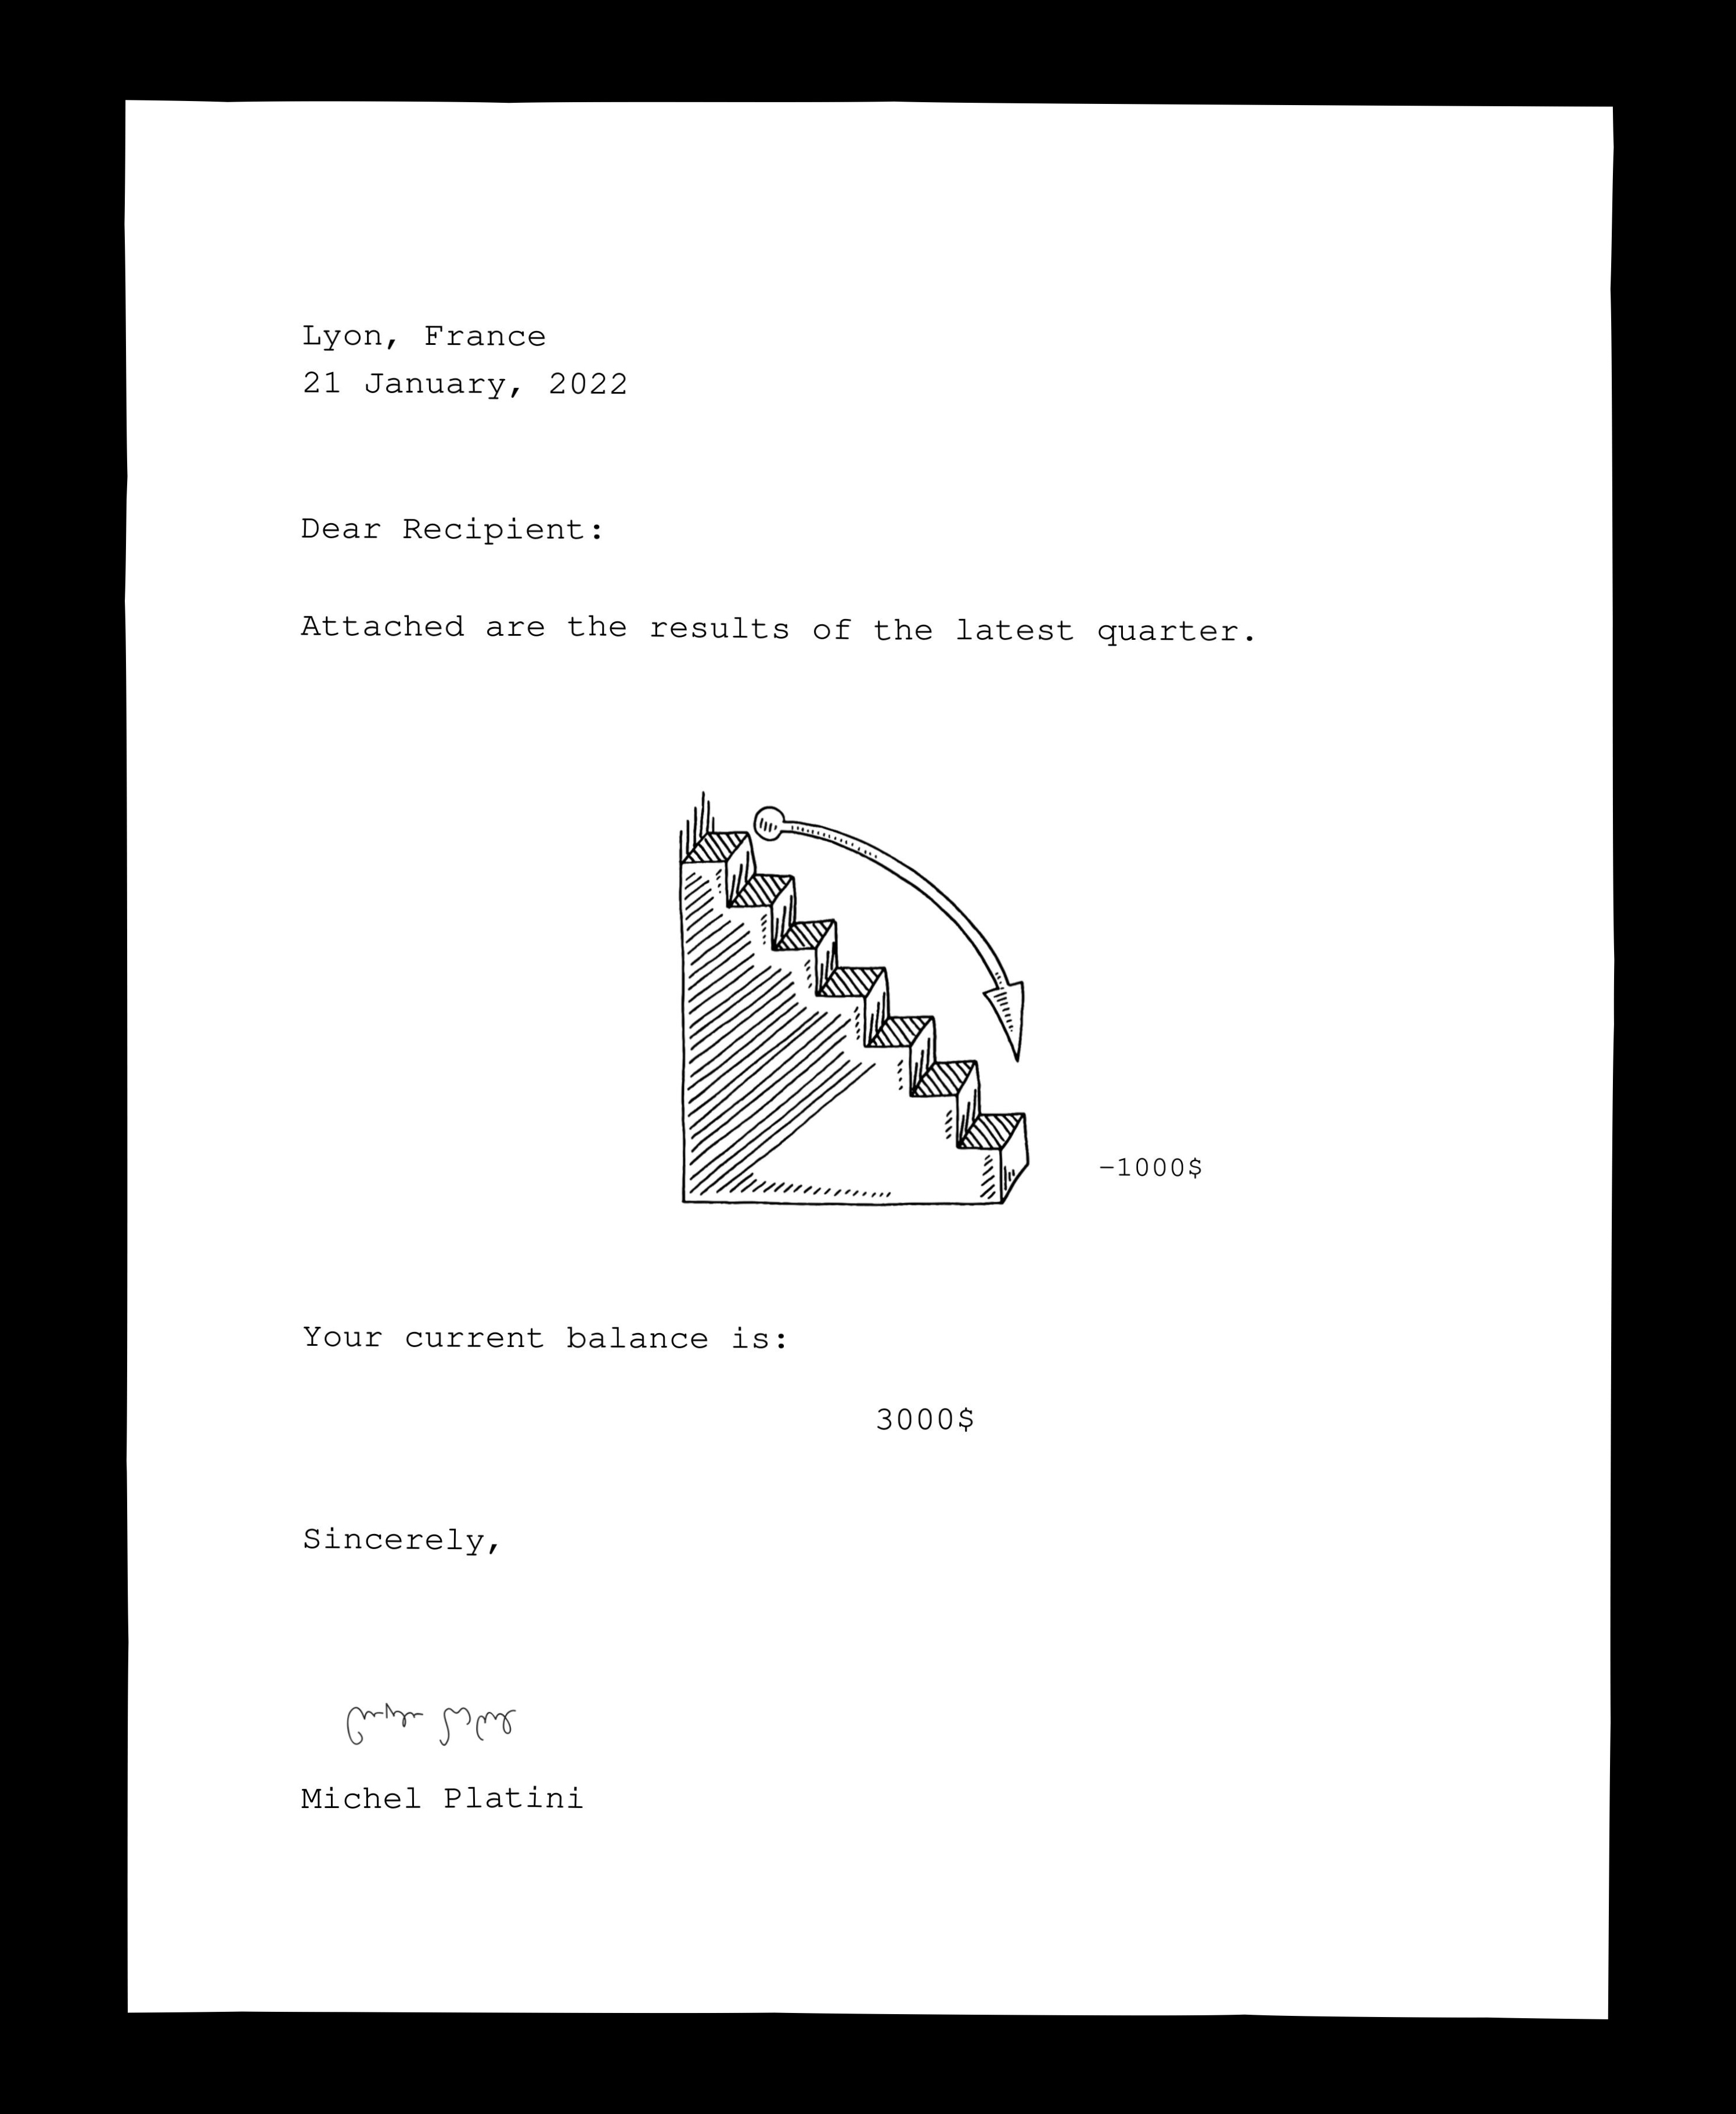 Lyon, France
21 January, 2022
Dear Recipient:
Attached are the results of the latest quarter.
-1000$
Your current balance is:
3000$
Sincerely,
Michel Platini